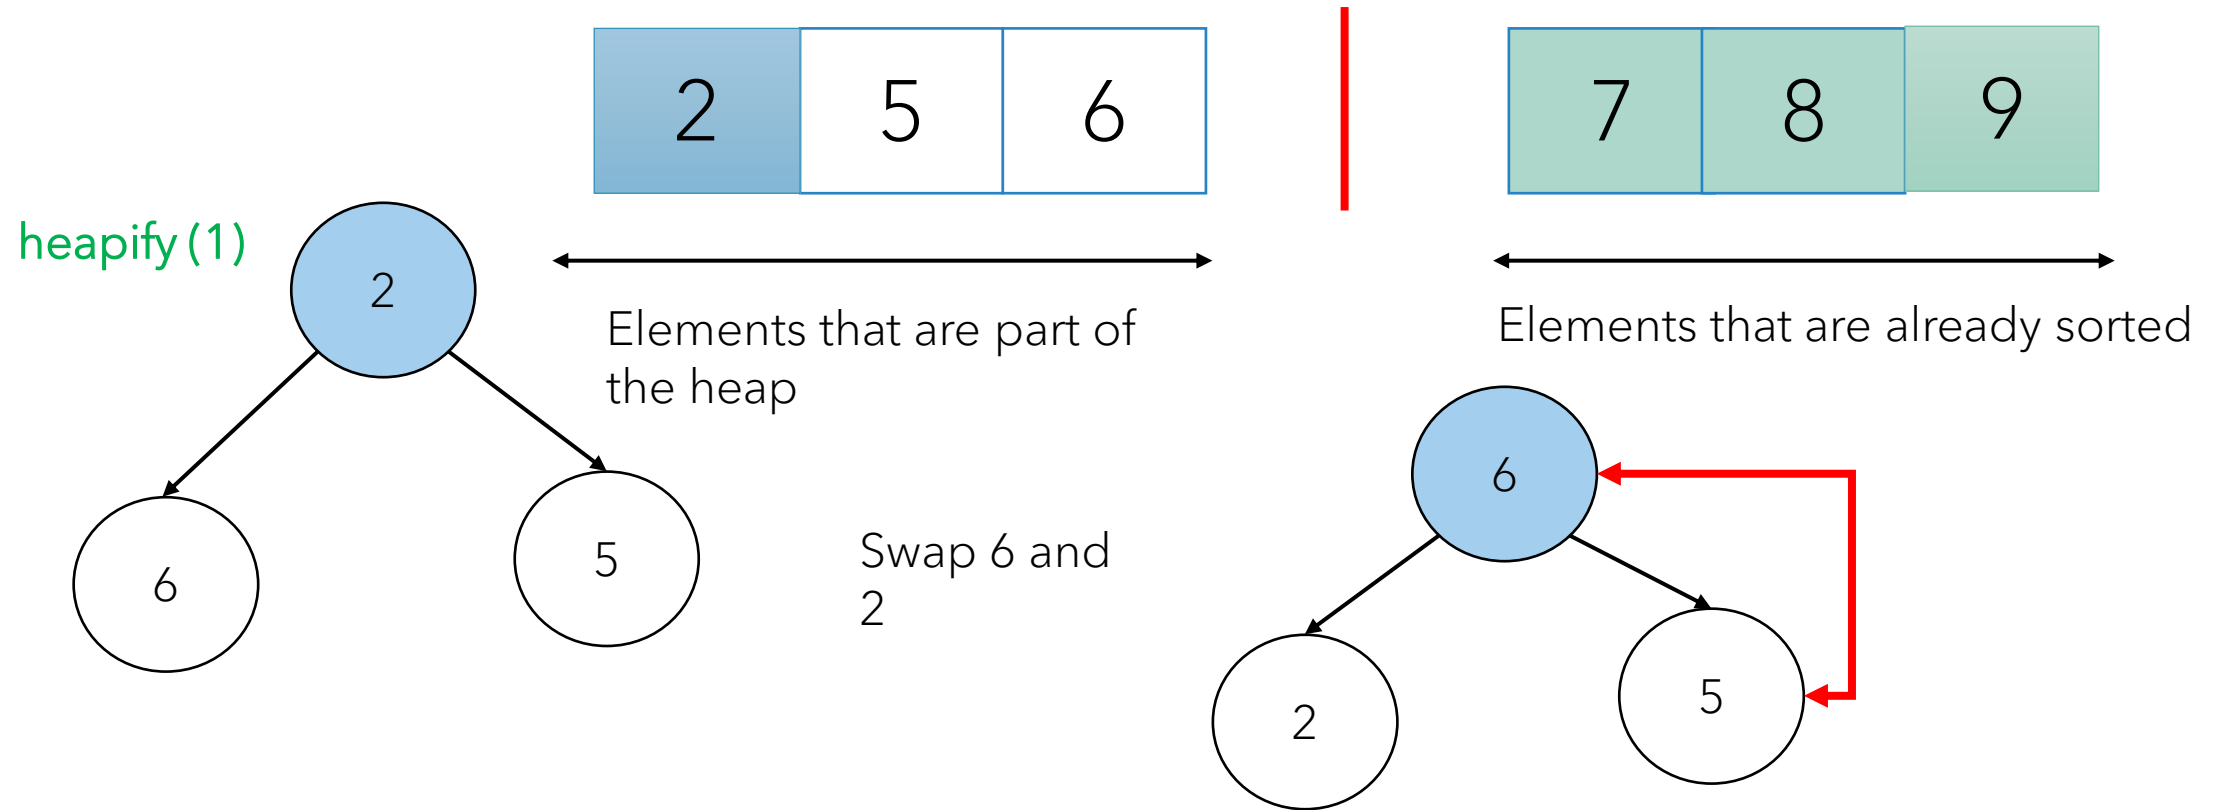 2 5 6 7 8 9
heapify (1)
2
Elements that are part of
the heap
Elements that are already sorted
6
5
Swap 6 and
2
6
2
5